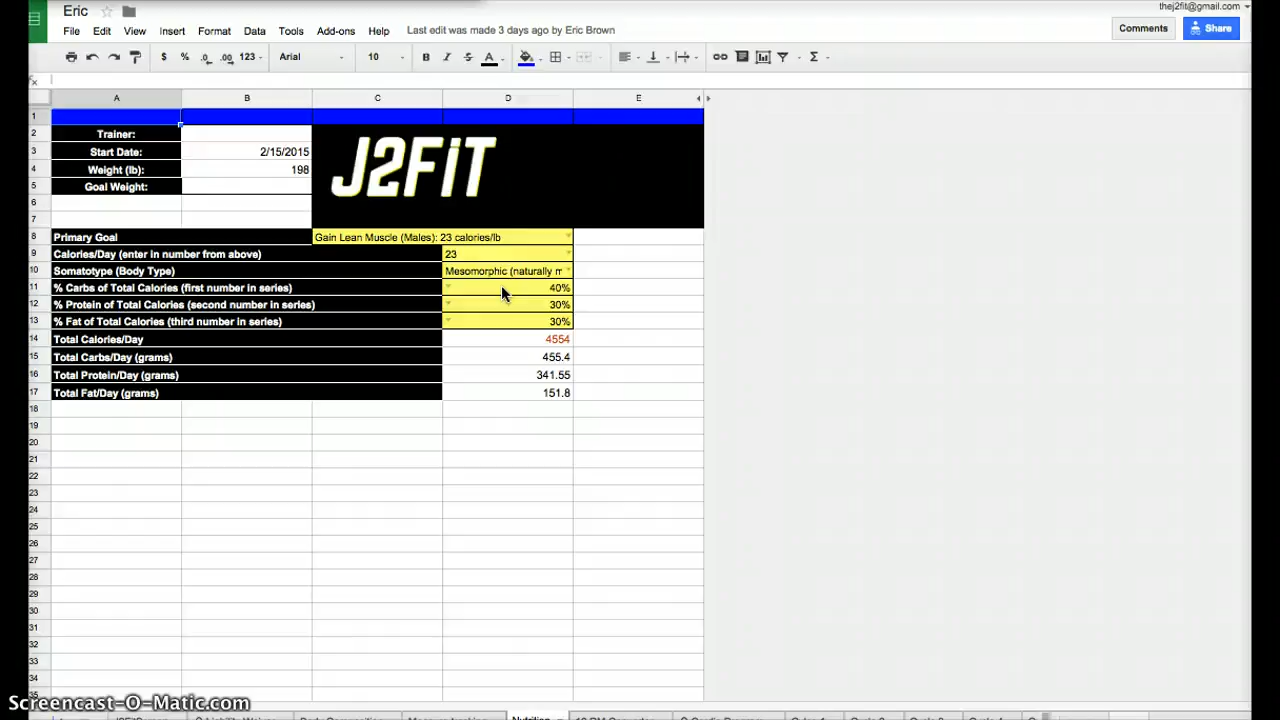 Eric
thej2fit@gmail.com
File Edit View Insert Format Data Tools Add-ons Help Last edit was made 3 days ago by Eric Brown
Comments Share
$ % .0 .00 123 Arial 10 B I S A Σ
fx
A B C D E
1
2 Trainer:
3 Start Date: 2/15/2015
4 Weight (lb): 198
5 Goal Weight:
J2FiT
6
7
8 Primary Goal Gain Lean Muscle (Males): 23 calories/lb
9 Calories/Day (enter in number from above) 23
10 Somatotype (Body Type) Mesomorphic (naturally m
11 % Carbs of Total Calories (first number in series) 40%
12 % Protein of Total Calories (second number in series) 30%
13 % Fat of Total Calories (third number in series) 30%
14 Total Calories/Day 4554
15 Total Carbs/Day (grams) 455.4
16 Total Protein/Day (grams) 341.55
17 Total Fat/Day (grams) 151.8
18
19
20
21
22
23
24
25
26
27
28
29
30
31
32
33
34
35
Screencast-O-Matic.com
Nutrition